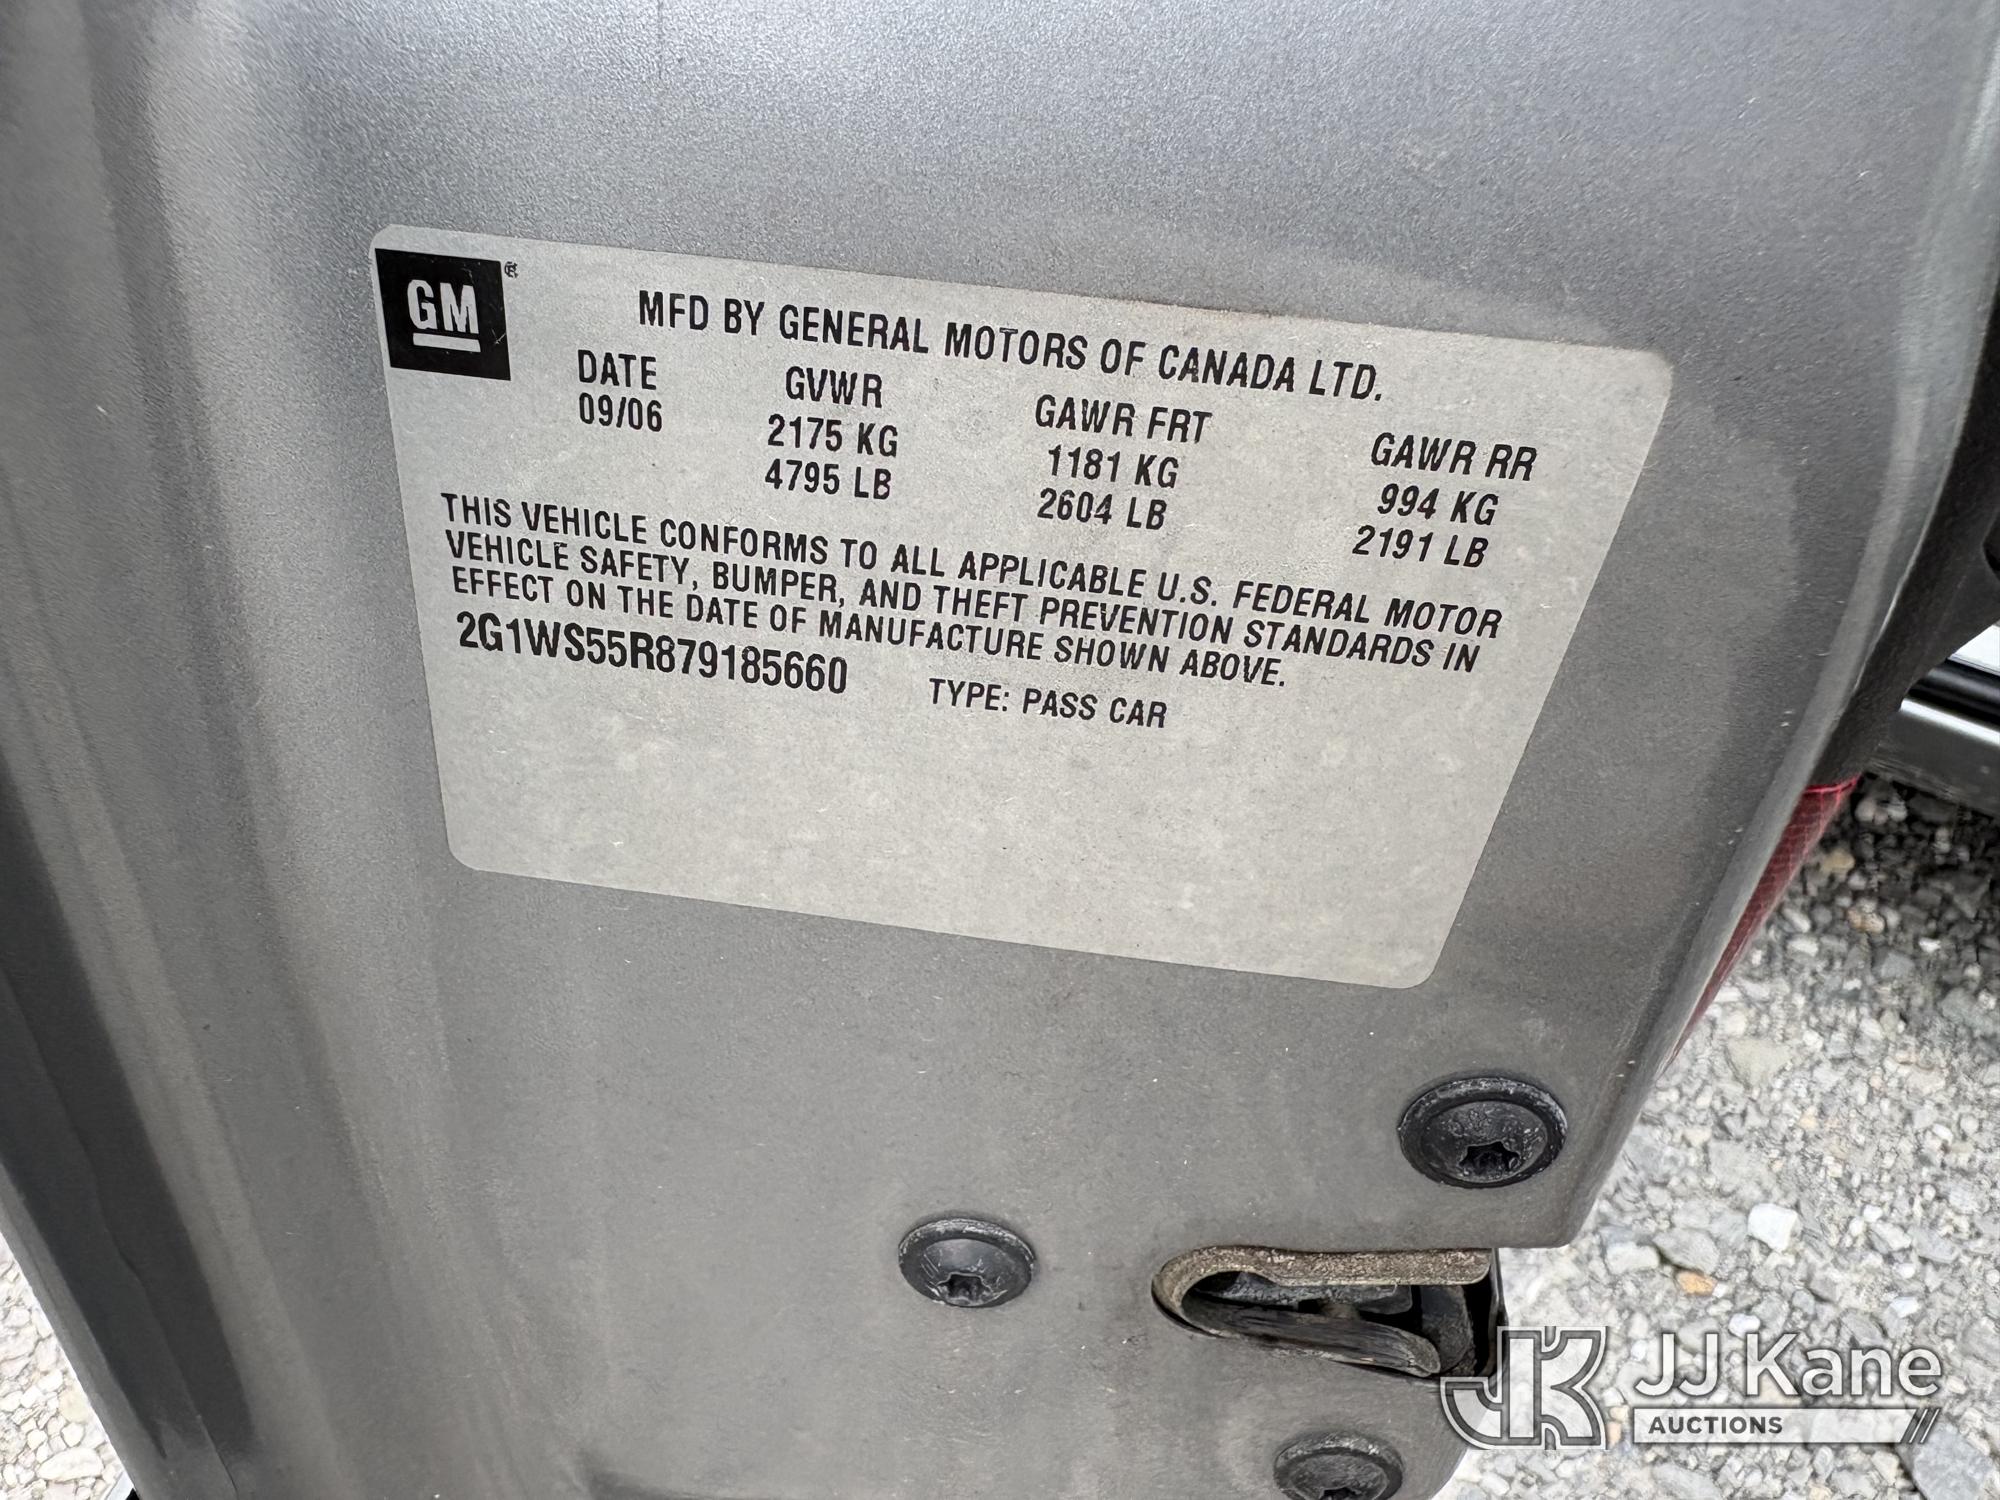 GM
MFD BY GENERAL MOTORS OF CANADA LTD.
DATE GVWR GAWR FRT GAWR RR
09/06 2175 KG 1181 KG 994 KG
4795 LB 2604 LB 2191 LB
THIS VEHICLE CONFORMS TO ALL APPLICABLE U.S. FEDERAL MOTOR
VEHICLE SAFETY, BUMPER, AND THEFT PREVENTION STANDARDS IN
EFFECT ON THE DATE OF MANUFACTURE SHOWN ABOVE.
2G1WS55R879185660 TYPE: PASS CAR
JK JJ Kane
AUCTIONS